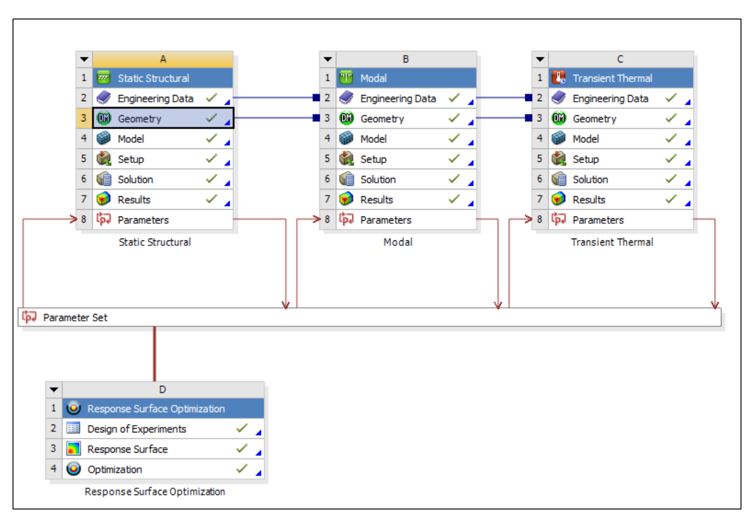 A
1 Static Structural
2 Engineering Data
3 Geometry
4 Model
5 Setup
6 Solution
7 Results
8 Parameters
Static Structural
B
1 Modal
2 Engineering Data
3 Geometry
4 Model
5 Setup
6 Solution
7 Results
8 Parameters
Modal
C
1 Transient Thermal
2 Engineering Data
3 Geometry
4 Model
5 Setup
6 Solution
7 Results
8 Parameters
Transient Thermal
Parameter Set
D
1 Response Surface Optimization
2 Design of Experiments
3 Response Surface
4 Optimization
Response Surface Optimization